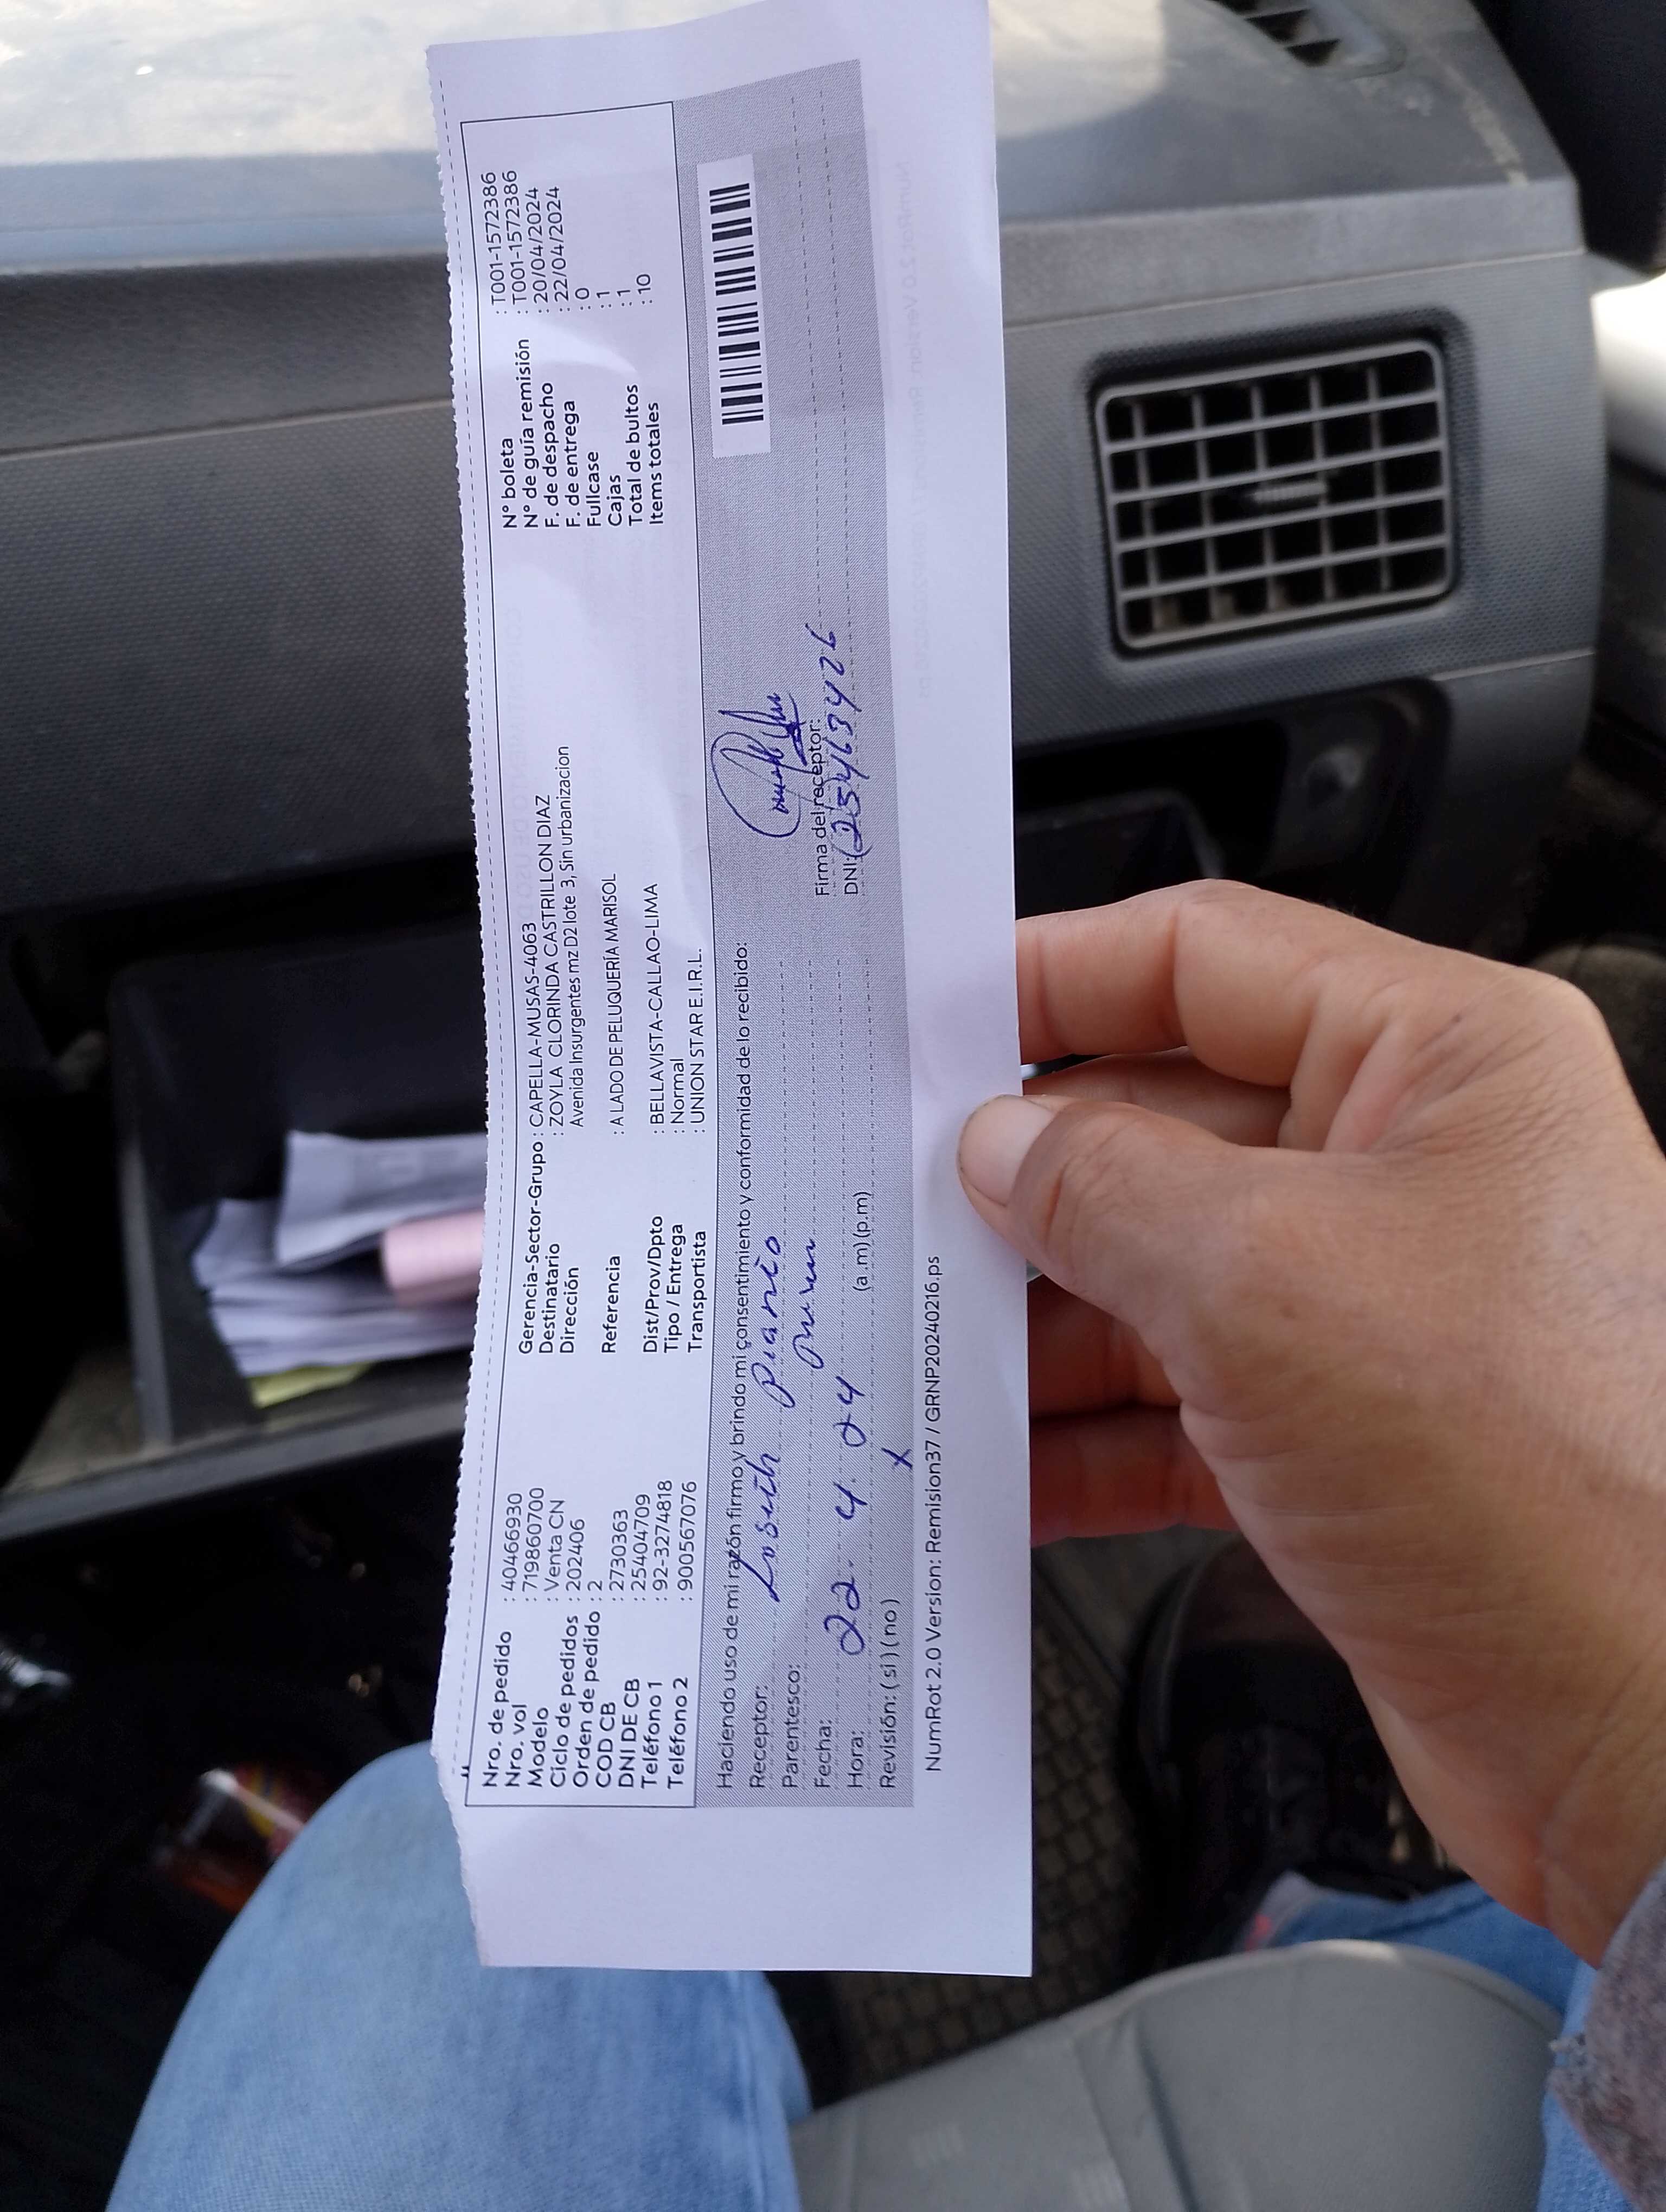 Nro. de pedido : 40466930
Nro. vol : 719860700
Modelo : Venta CN
Ciclo de pedidos : 202406
Orden de pedido : 2
COD CB : 2730363
DNI DE CB : 25404709
Teléfono 1 : 92-3274818
Teléfono 2 : 900567076
Gerencia-Sector-Grupo : CAPELLA-MUSAS-4063
Destinatario : ZOYLA CLORINDA CASTRILLON DIAZ
Dirección Avenida Insurgentes mz D2 lote 3, Sin urbanizacion
Referencia : A LADO DE PELUQUERÍA MARISOL
Dist/Prov/Dpto : BELLAVISTA-CALLAO-LIMA
Tipo / Entrega : Normal
Transportista : UNION STAR E.I.R.L.
N° boleta : T001-1572386
N° de guía remisión : T001-1572386
F. de despacho : 20/04/2024
F. de entrega : 22/04/2024
Fullcase : 0
Cajas : 1
Total de bultos : 1
Items totales : 10
Haciendo uso de mi razón firmo y brindo mi consentimiento y conformidad de lo recibido:
Receptor:
Parentesco:
Fecha: 22. 4. 24
Hora: (a.m) (p.m)
Revisión: ( si ) ( no ) X
Firma del receptor:
DNI: 25463426
NumRot 2.0 Version: Remision37 / GRNP20240216.ps